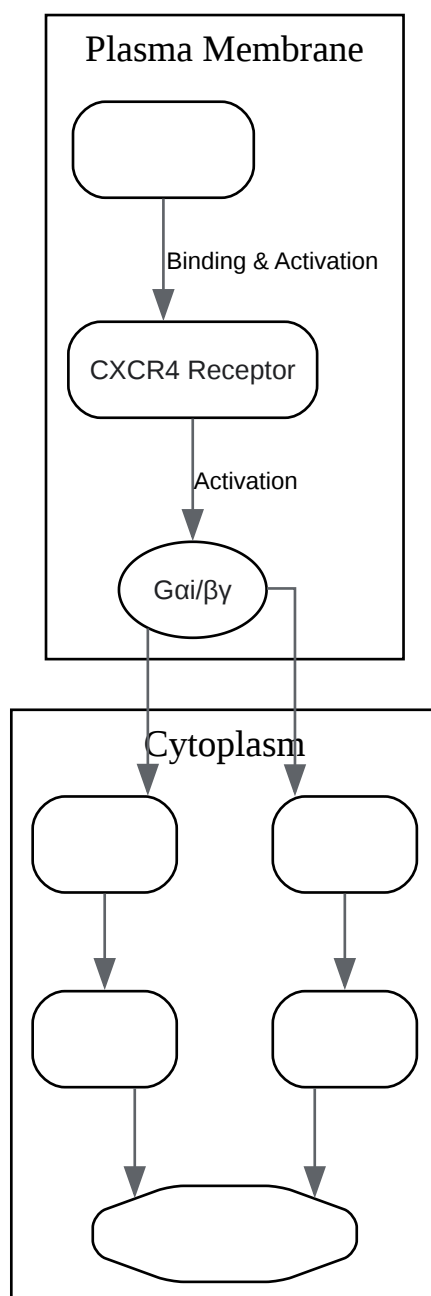 Plasma Membrane
Binding & Activation
CXCR4 Receptor
Activation
Gαi/βγ
Cytoplasm